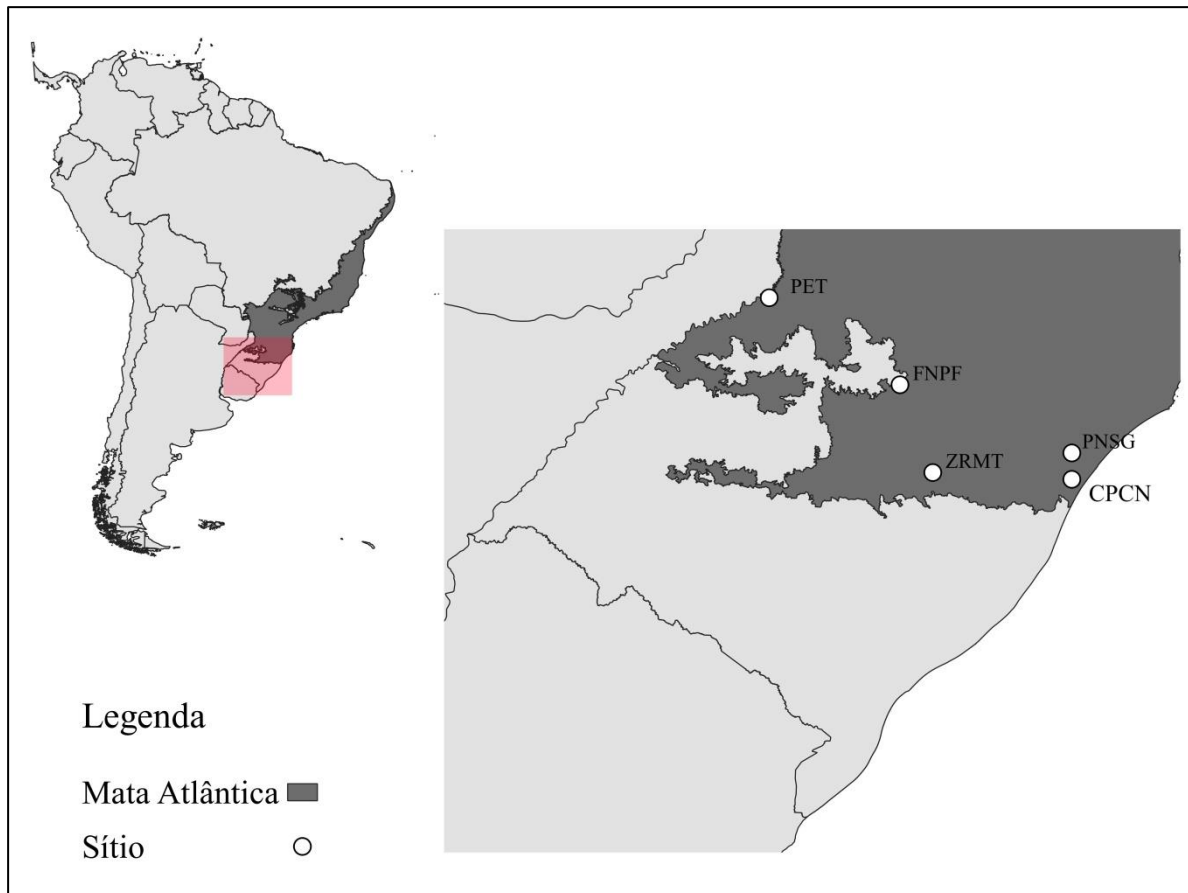 PET
FNPF
PNSG
ZRMT
CPCN
Legenda
Mata Atlântica
Sítio